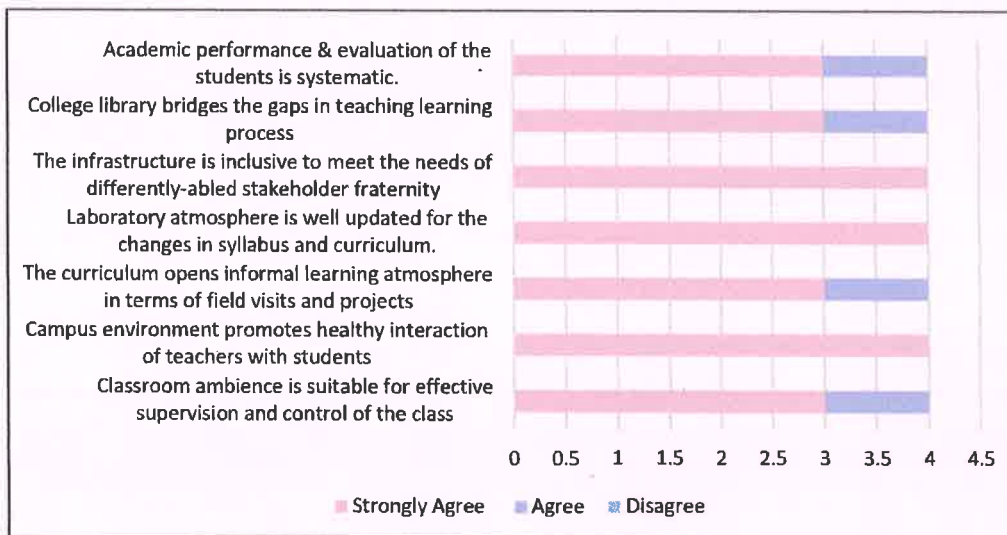 Academic performance & evaluation of the
students is systematic.
College library bridges the gaps in teaching learning
process
The infrastructure is inclusive to meet the needs of
differently-abled stakeholder fraternity
Laboratory atmosphere is well updated for the
changes in syllabus and curriculum.
The curriculum opens informal learning atmosphere
in terms of field visits and projects
Campus environment promotes healthy interaction
of teachers with students
Classroom ambience is suitable for effective
supervision and control of the class
0 0.5 1 1.5 2 2.5 3 3.5 4 4.5
Strongly Agree Agree Disagree